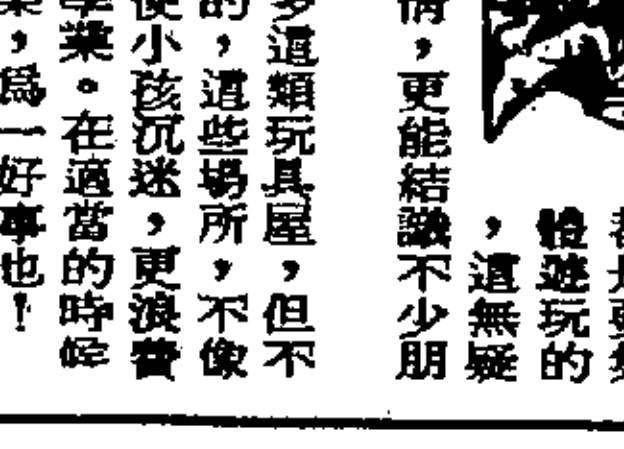 體遊玩的
，這無疑
情，更能結識不少朋
多這類玩具屋，但不
的，這些場所，不像
使小孩沉迷，更浪費
學業。在適當的時候
業，爲一好事也！